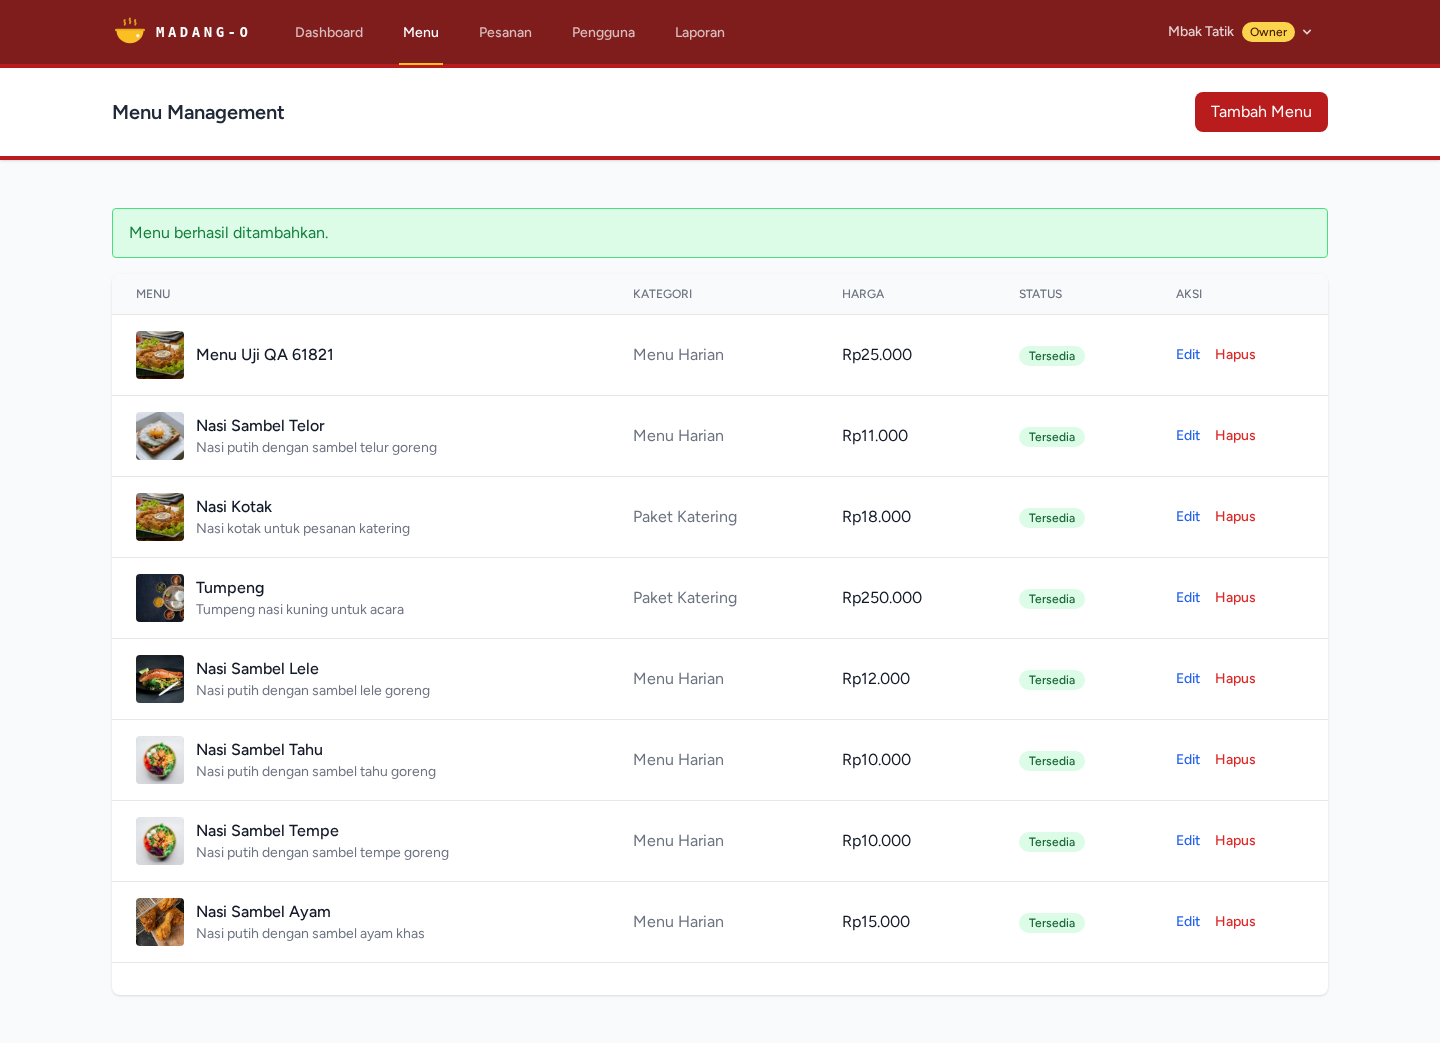 MADANG-O Dashboard Menu Pesanan Pengguna Laporan Mbak Tatik Owner
Menu Management Tambah Menu
Menu berhasil ditambahkan.
MENU KATEGORI HARGA STATUS AKSI
Menu Uji QA 61821 Menu Harian Rp25.000 Tersedia Edit Hapus
Nasi Sambel Telor
Nasi putih dengan sambel telur goreng
Menu Harian Rp11.000 Tersedia Edit Hapus
Nasi Kotak
Nasi kotak untuk pesanan katering
Paket Katering Rp18.000 Tersedia Edit Hapus
Tumpeng
Tumpeng nasi kuning untuk acara
Paket Katering Rp250.000 Tersedia Edit Hapus
Nasi Sambel Lele
Nasi putih dengan sambel lele goreng
Menu Harian Rp12.000 Tersedia Edit Hapus
Nasi Sambel Tahu
Nasi putih dengan sambel tahu goreng
Menu Harian Rp10.000 Tersedia Edit Hapus
Nasi Sambel Tempe
Nasi putih dengan sambel tempe goreng
Menu Harian Rp10.000 Tersedia Edit Hapus
Nasi Sambel Ayam
Nasi putih dengan sambel ayam khas
Menu Harian Rp15.000 Tersedia Edit Hapus